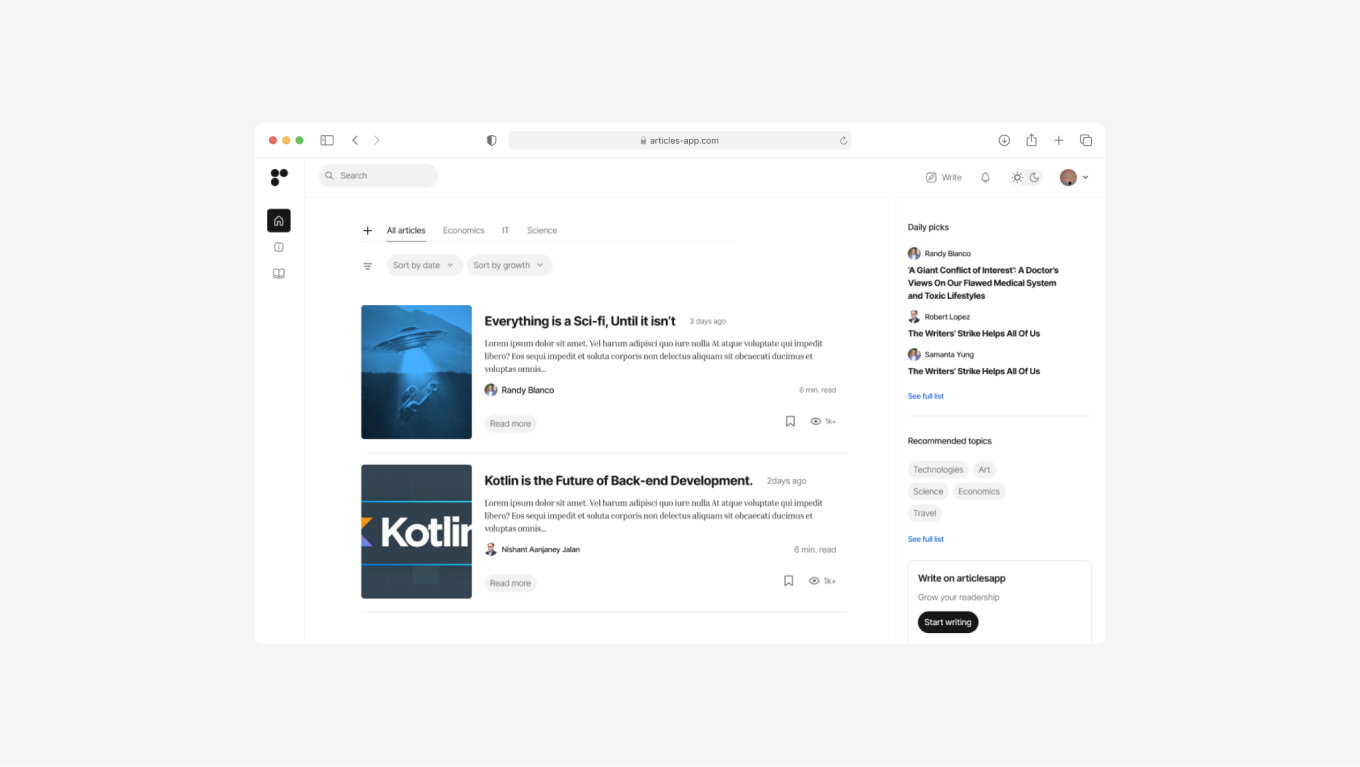 articles-app.com
Search
Write
All articles Economics IT Science
Sort by date Sort by growth
Everything is a Sci-fi, Until it isn't 3 days ago
Lorem ipsum dolor sit amet. Vel harum adipisci quo iure nulla At atque voluptate qui impedit
libero? Eos sequi impedit et soluta corporis non delectus aliquam sit obcaecati ducimus et
voluptas omnis...
Randy Blanco 6 min. read
Read more 1k+
Kotlin
Kotlin is the Future of Back-end Development. 2days ago
Lorem ipsum dolor sit amet. Vel harum adipisci quo iure nulla At atque voluptate qui impedit
libero? Eos sequi impedit et soluta corporis non delectus aliquam sit obcaecati ducimus et
voluptas omnis...
Nishant Aanjaney Jalan 6 min. read
Read more 1k+
Daily picks
Randy Blanco
'A Giant Conflict of Interest': A Doctor's
Views On Our Flawed Medical System
and Toxic Lifestyles
Robert Lopez
The Writers' Strike Helps All Of Us
Samanta Yung
The Writers' Strike Helps All Of Us
See full list
Recommended topics
Technologies Art
Science Economics
Travel
See full list
Write on articlesapp
Grow your readership
Start writing